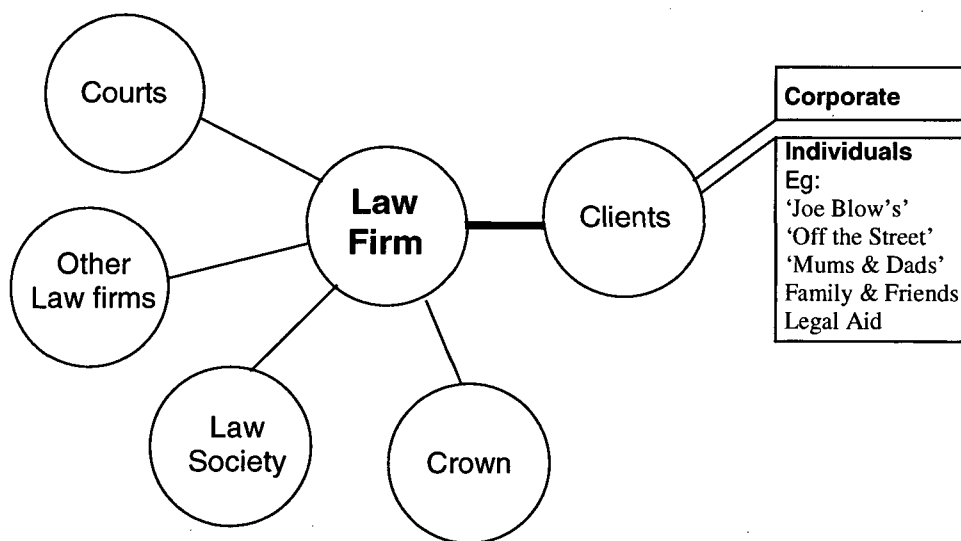 Courts
Law
Firm
Clients
Corporate
Individuals
Eg:
‘Joe Blow's’
‘Off the Street’
‘Mums & Dads’
Family & Friends
Legal Aid
Other
Law firms
Law
Society
Crown